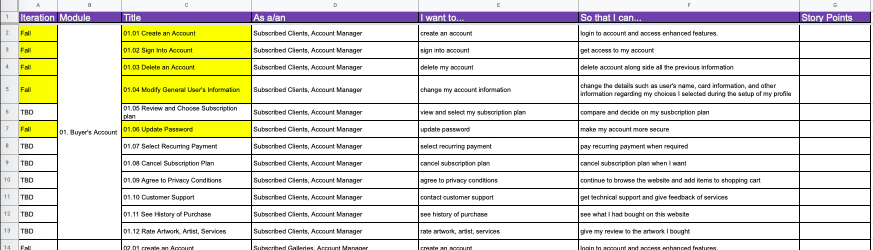 A B C D E F G
1 Iteration Module Title As a/an I want to... So that I can... Story Points
2 Fall 01.01 Create an Account Subscribed Clients, Account Manager create an account login to account and access enhanced features.
3 Fall 01.02 Sign Into Account Subscribed Clients, Account Manager sign into account get access to my account
4 Fall 01.03 Delete an Account Subscribed Clients, Account Manager delete my account delete account along side all the previous information
5 Fall 01.04 Modify General User's Information Subscribed Clients, Account Manager change my account information change the details such as user's name, card information, and other
information regarding my choices I selected during the setup of my profile
6 TBD 01.05 Review and Choose Subscription
plan Subscribed Clients, Account Manager view and select my subscription plan compare and decide on my susbcription plan
7 Fall 01. Buyer's Account 01.06 Update Password Subscribed Clients, Account Manager update password make my account more secure
8 TBD 01.07 Select Recurring Payment Subscribed Clients, Account Manager select recurring payment pay recurring payment when required
9 TBD 01.08 Cancel Subscription Plan Subscribed Clients, Account Manager cancel subscription plan cancel subscription plan when I want
10 TBD 01.09 Agree to Privacy Conditions Subscribed Clients, Account Manager agree to privacy conditions continue to browse the website and add items to shopping cart
11 TBD 01.10 Customer Support Subscribed Clients, Account Manager contact customer support get technical support and give feedback of services
12 TBD 01.11 See History of Purchase Subscribed Clients, Account Manager see history of purchase see what I had bought on this website
13 TBD 01.12 Rate Artwork, Artist, Services Subscribed Clients, Account Manager rate artwork, artist, services give my review to the artwork I bought
14 Fall 02.01 create an Account Subscribed Galleries, Account Manager create an account login to account and access enhanced features.